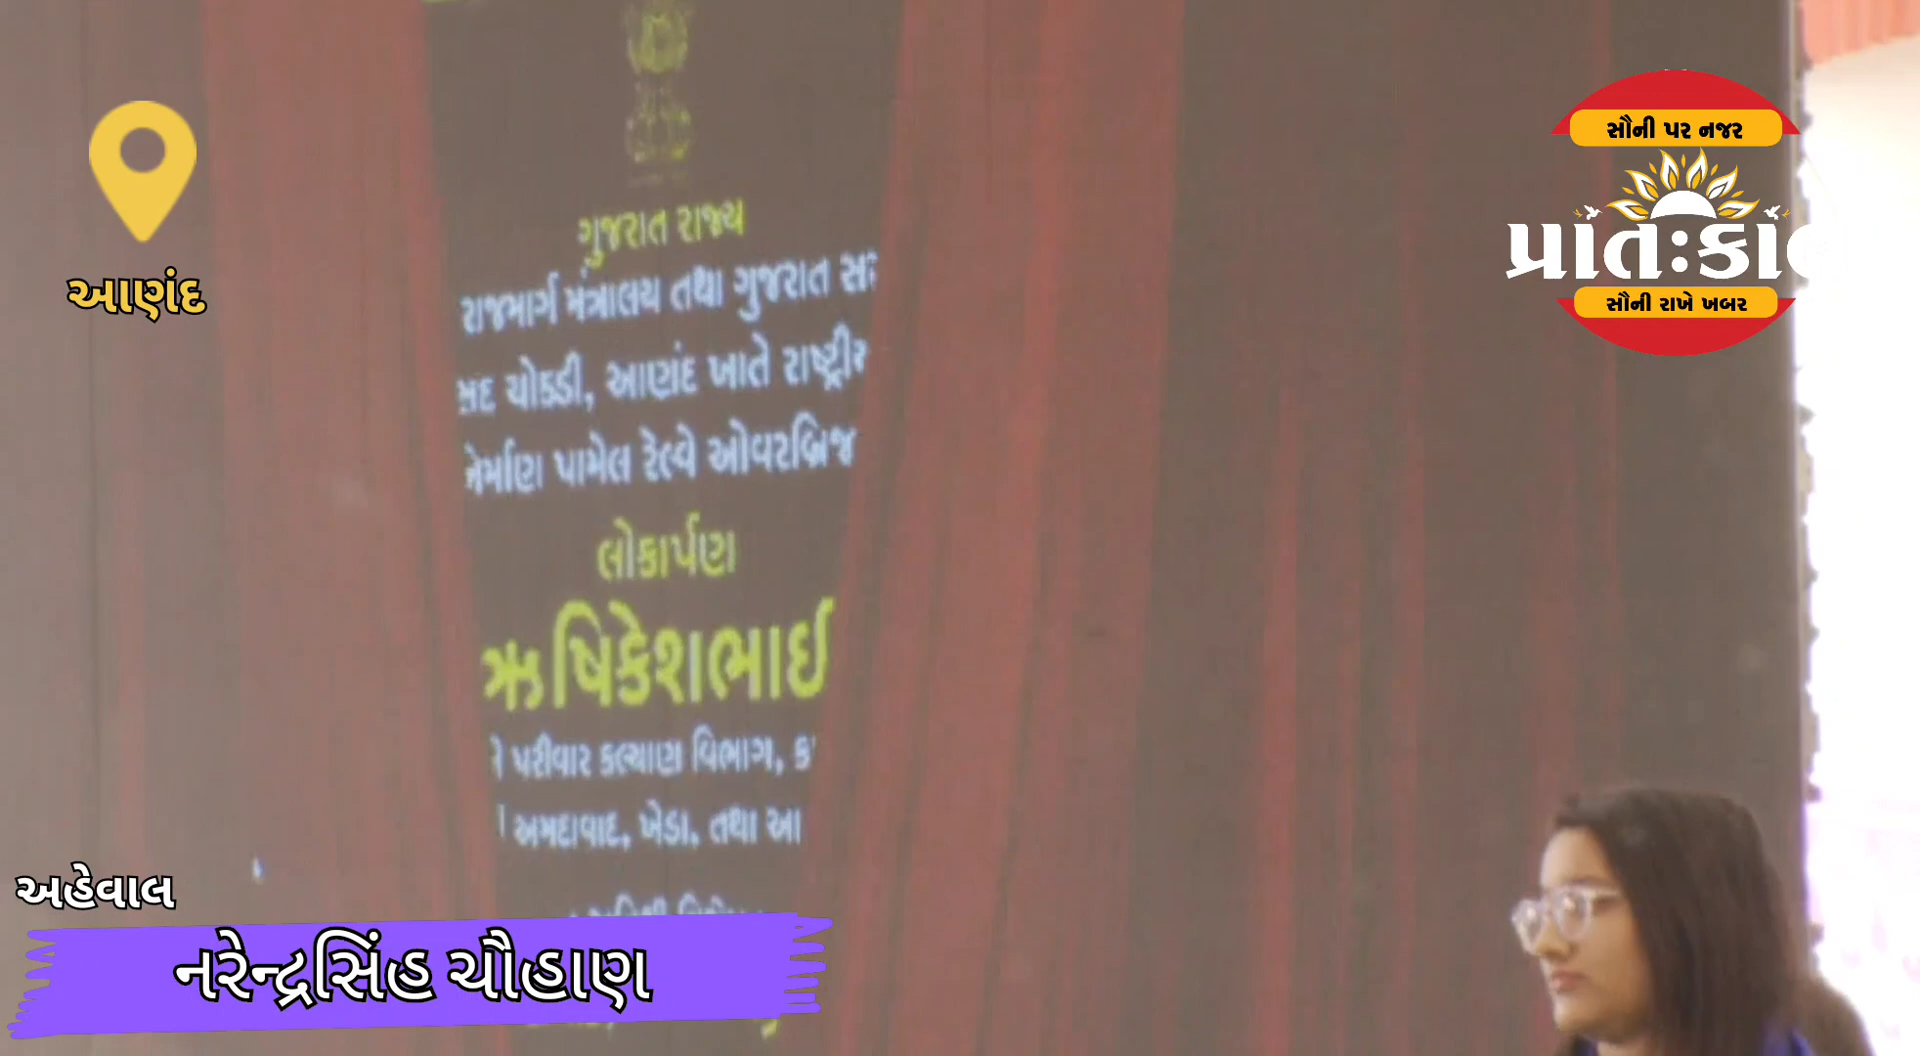 આણંદ
સૌની પર નજર
પ્રાતઃકાલ
સૌની રાખે ખબર
ગુજરાત રાજ્ય
રાજમાર્ગ મંત્રાલય તથા ગુજરાત
ચોકડી, આણંદ ખાતે
પામેલ રેલ્વે ઓવરબ્રિજ
લોકાર્પણ
ઋષિકેશભાઈ
પરીવાર કલ્યાણ વિભાગ,
અમદાવાદ, ખેડા, તથા આ
અહેવાલ
નરેન્દ્રસિંહ ચૌહાણ